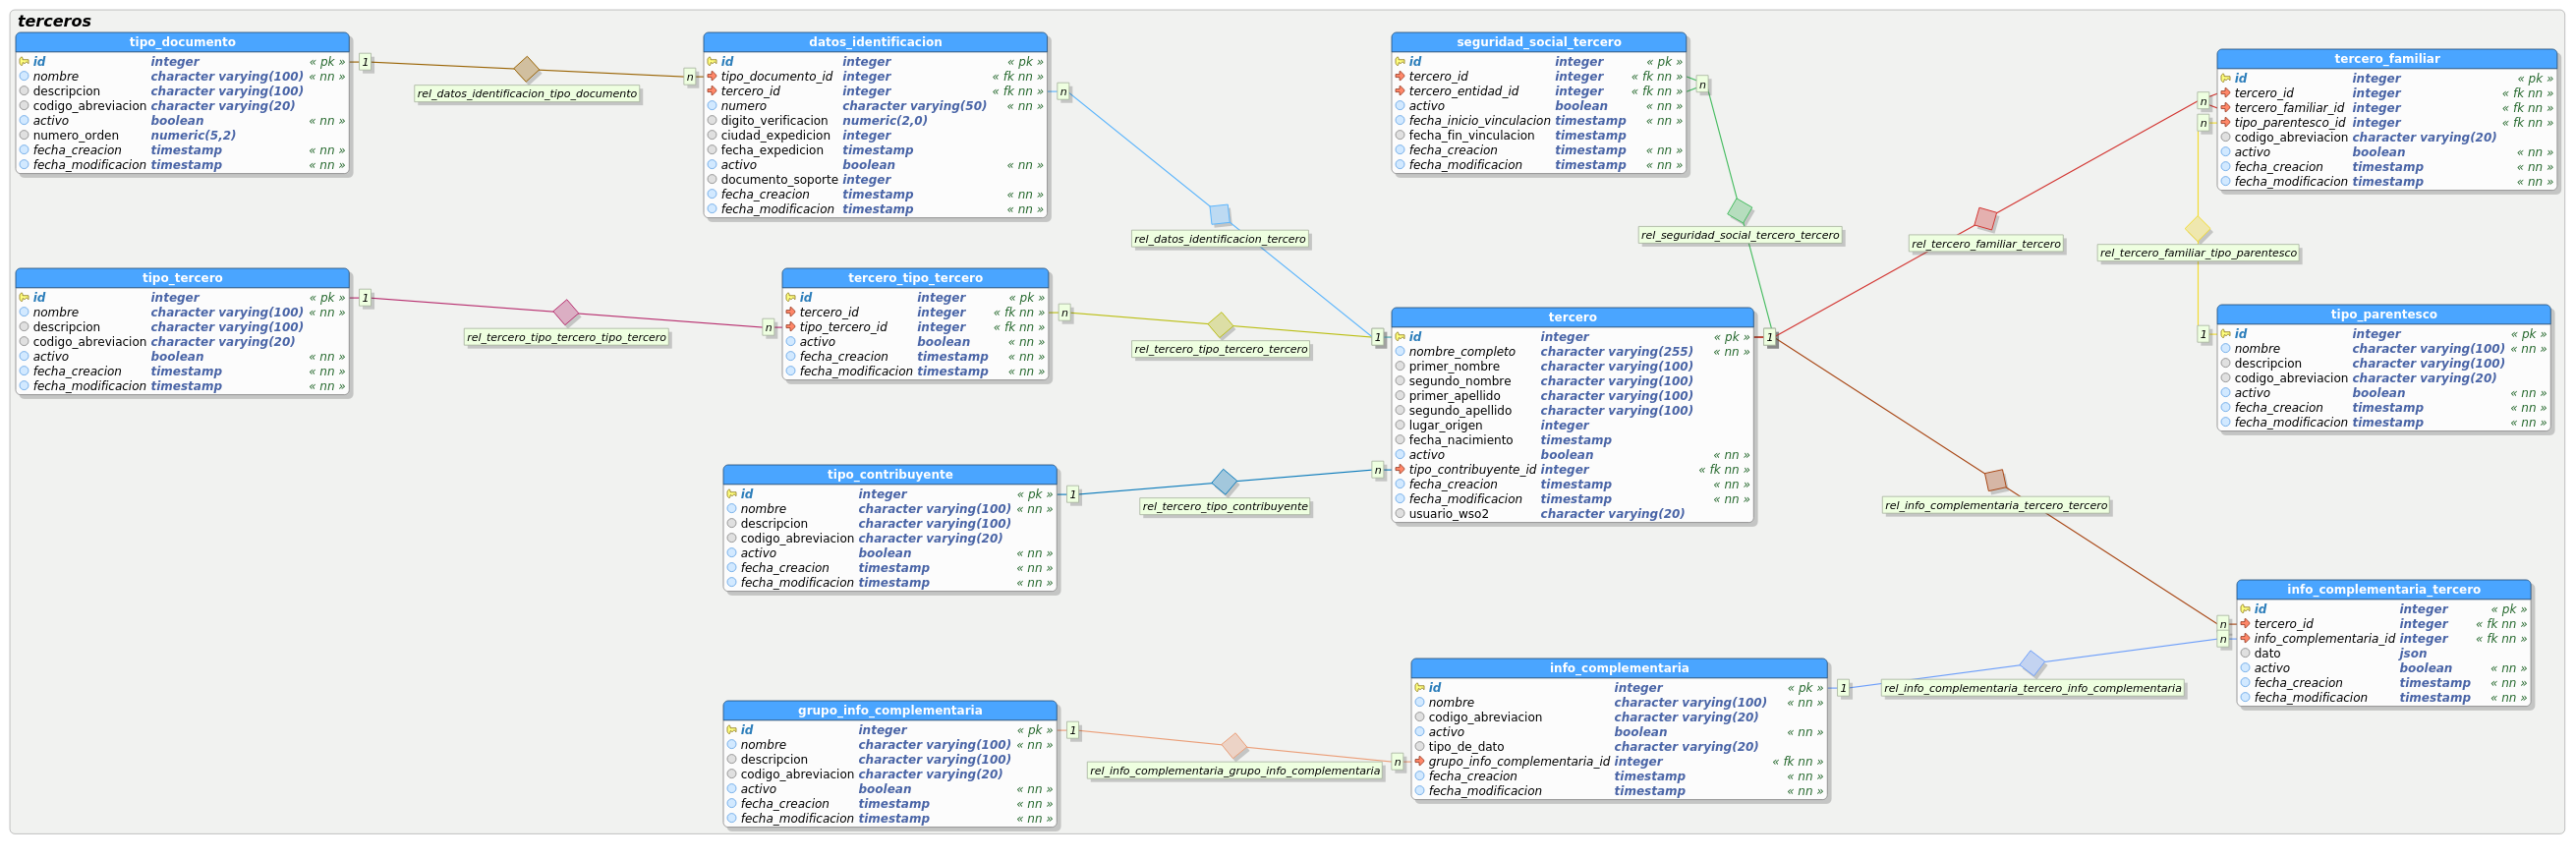 terceros
tipo_documento
id integer « pk »
nombre character varying(100) « nn »
descripcion character varying(100)
codigo_abreviacion character varying(20)
activo boolean « nn »
numero_orden numeric(5,2)
fecha_creacion timestamp « nn »
fecha_modificacion timestamp « nn »
1
n
rel_datos_identificacion_tipo_documento
datos_identificacion
id integer « pk »
tipo_documento_id integer « fk nn »
tercero_id integer « fk nn »
numero character varying(50) « nn »
digito_verificacion numeric(2,0)
ciudad_expedicion integer
fecha_expedicion timestamp
activo boolean « nn »
documento_soporte integer
fecha_creacion timestamp « nn »
fecha_modificacion timestamp « nn »
n
rel_datos_identificacion_tercero
seguridad_social_tercero
id integer « pk »
tercero_id integer « fk nn »
tercero_entidad_id integer « fk nn »
activo boolean « nn »
fecha_inicio_vinculacion timestamp « nn »
fecha_fin_vinculacion timestamp
fecha_creacion timestamp « nn »
fecha_modificacion timestamp « nn »
n
rel_seguridad_social_tercero_tercero
tercero_familiar
id integer « pk »
tercero_id integer « fk nn »
tercero_familiar_id integer « fk nn »
tipo_parentesco_id integer « fk nn »
codigo_abreviacion character varying(20)
activo boolean « nn »
fecha_creacion timestamp « nn »
fecha_modificacion timestamp « nn »
n
n
rel_tercero_familiar_tercero
rel_tercero_familiar_tipo_parentesco
tipo_tercero
id integer « pk »
nombre character varying(100) « nn »
descripcion character varying(100)
codigo_abreviacion character varying(20)
activo boolean « nn »
fecha_creacion timestamp « nn »
fecha_modificacion timestamp « nn »
1
n
rel_tercero_tipo_tercero_tipo_tercero
tercero_tipo_tercero
id integer « pk »
tercero_id integer « fk nn »
tipo_tercero_id integer « fk nn »
activo boolean « nn »
fecha_creacion timestamp « nn »
fecha_modificacion timestamp « nn »
n
1
rel_tercero_tipo_tercero_tercero
tercero
id integer « pk »
nombre_completo character varying(255) « nn »
primer_nombre character varying(100)
segundo_nombre character varying(100)
primer_apellido character varying(100)
segundo_apellido character varying(100)
lugar_origen integer
fecha_nacimiento timestamp
activo boolean « nn »
tipo_contribuyente_id integer « fk nn »
fecha_creacion timestamp « nn »
fecha_modificacion timestamp « nn »
usuario_wso2 character varying(20)
1
tipo_parentesco
id integer « pk »
nombre character varying(100) « nn »
descripcion character varying(100)
codigo_abreviacion character varying(20)
activo boolean « nn »
fecha_creacion timestamp « nn »
fecha_modificacion timestamp « nn »
1
tipo_contribuyente
id integer « pk »
nombre character varying(100) « nn »
descripcion character varying(100)
codigo_abreviacion character varying(20)
activo boolean « nn »
fecha_creacion timestamp « nn »
fecha_modificacion timestamp « nn »
1
n
rel_tercero_tipo_contribuyente
rel_info_complementaria_tercero_tercero
info_complementaria_tercero
id integer « pk »
tercero_id integer « fk nn »
info_complementaria_id integer « fk nn »
dato json
activo boolean « nn »
fecha_creacion timestamp « nn »
fecha_modificacion timestamp « nn »
n
n
info_complementaria
id integer « pk »
nombre character varying(100) « nn »
codigo_abreviacion character varying(20)
activo boolean « nn »
tipo_de_dato character varying(20)
grupo_info_complementaria_id integer « fk nn »
fecha_creacion timestamp « nn »
fecha_modificacion timestamp « nn »
1
rel_info_complementaria_tercero_info_complementaria
grupo_info_complementaria
id integer « pk »
nombre character varying(100) « nn »
descripcion character varying(100)
codigo_abreviacion character varying(20)
activo boolean « nn »
fecha_creacion timestamp « nn »
fecha_modificacion timestamp « nn »
1
n
rel_info_complementaria_grupo_info_complementaria